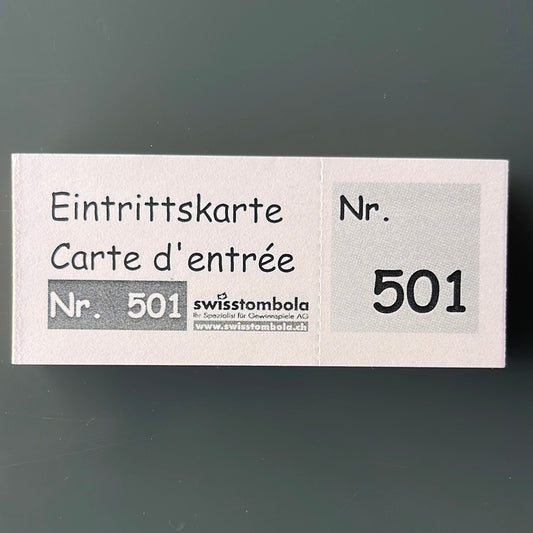 Eintrittskarte
Carte d'entrée
Nr. 501
swisstombola
Ihr Spezialist für Gewinnspiele AG
www.swisstombola.ch
Nr.
501